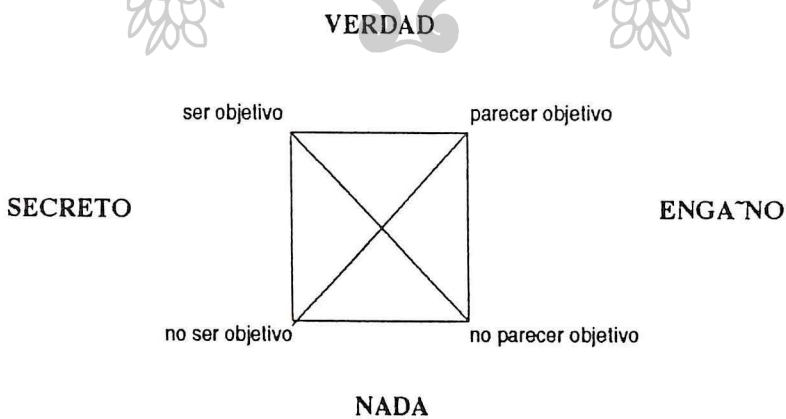 VERDAD
ser objetivo
parecer objetivo
SECRETO
ENGA~NO
no ser objetivo
no parecer objetivo
NADA